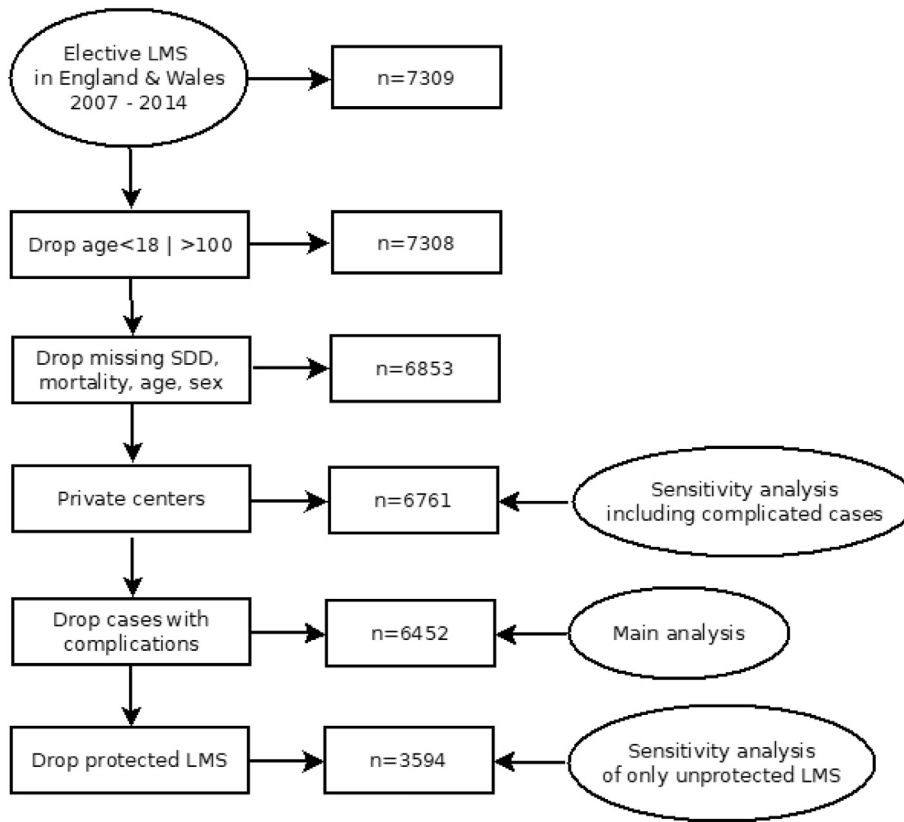 Elective LMS
in England & Wales
2007 - 2014
n=7309
Drop age<18 | >100
n=7308
Drop missing SDD,
mortality, age, sex
n=6853
Private centers
n=6761
Sensitivity analysis
including complicated cases
Drop cases with
complications
n=6452
Main analysis
Drop protected LMS
n=3594
Sensitivity analysis
of only unprotected LMS